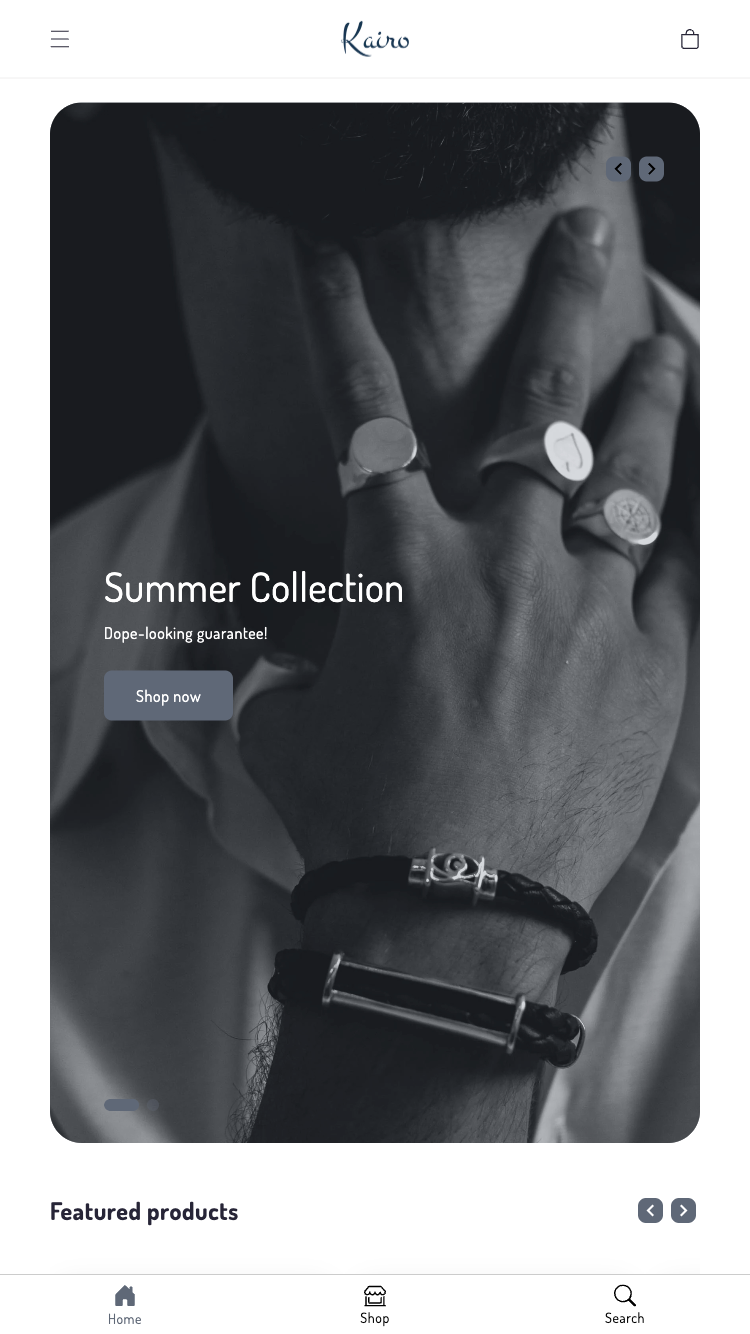 Kairo
Summer Collection
Dope-looking guarantee!
Shop now
J
Featured products
Home
Shop
Search